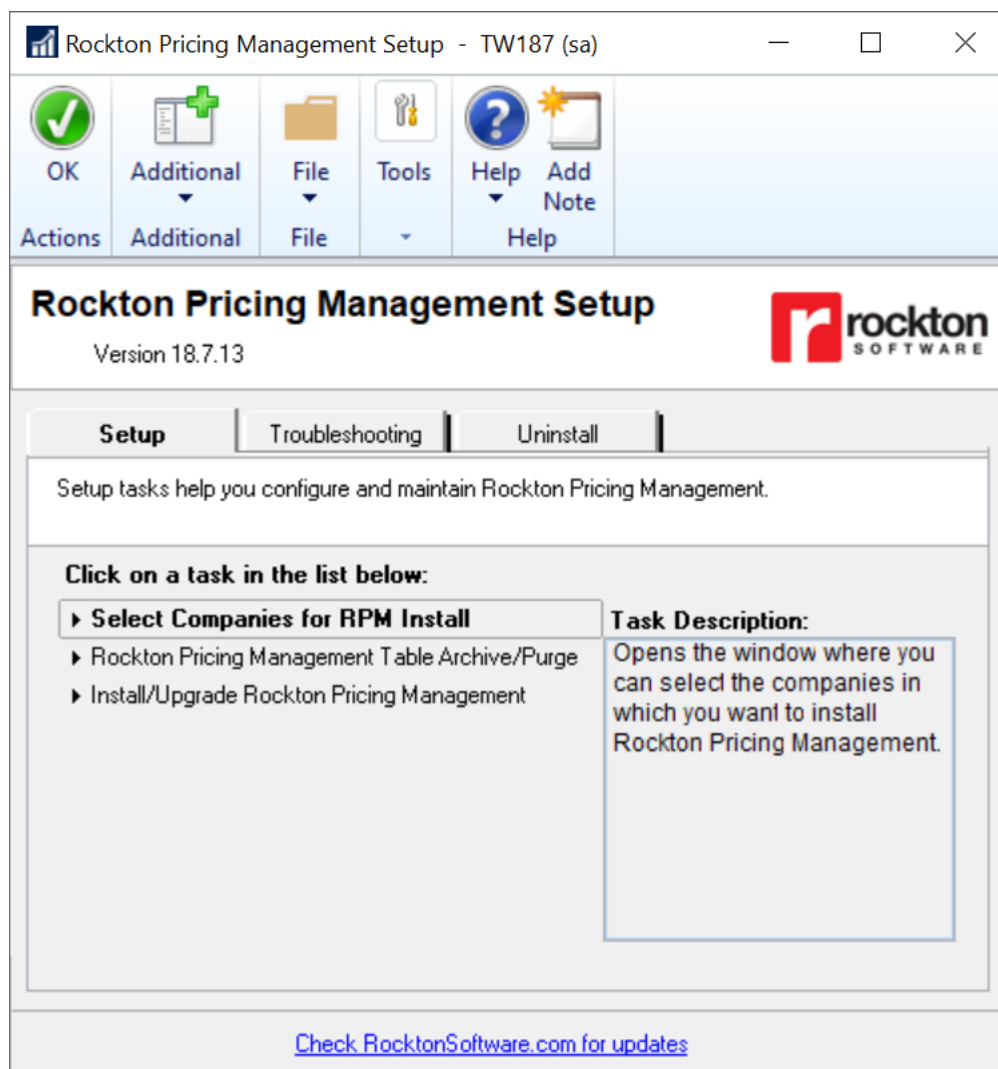 Rockton Pricing Management Setup - TW187 (sa)
OK
Additional
File
Tools
Help
Add Note
Actions
Additional
File
Help
Rockton Pricing Management Setup
Version 18.7.13
rockton
SOFTWARE
Setup
Troubleshooting
Uninstall
Setup tasks help you configure and maintain Rockton Pricing Management.
Click on a task in the list below:
Select Companies for RPM Install
Rockton Pricing Management Table Archive/Purge
Install/Upgrade Rockton Pricing Management
Task Description:
Opens the window where you
can select the companies in
which you want to install
Rockton Pricing Management.
Check RocktonSoftware.com for updates